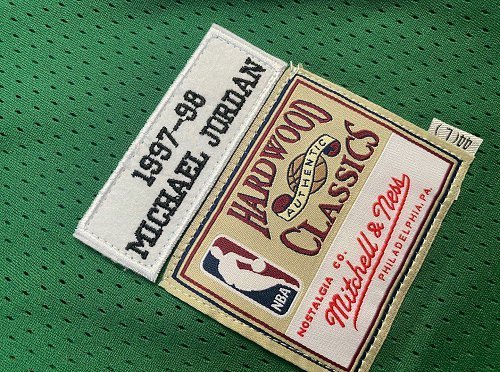 1997-98
MICHAEL JORDAN
HARDWOOD
AUTHENTIC
CLASSICS
NBA
NOSTALGIA CO.
Mitchell & Ness
PHILADELPHIA, PA.